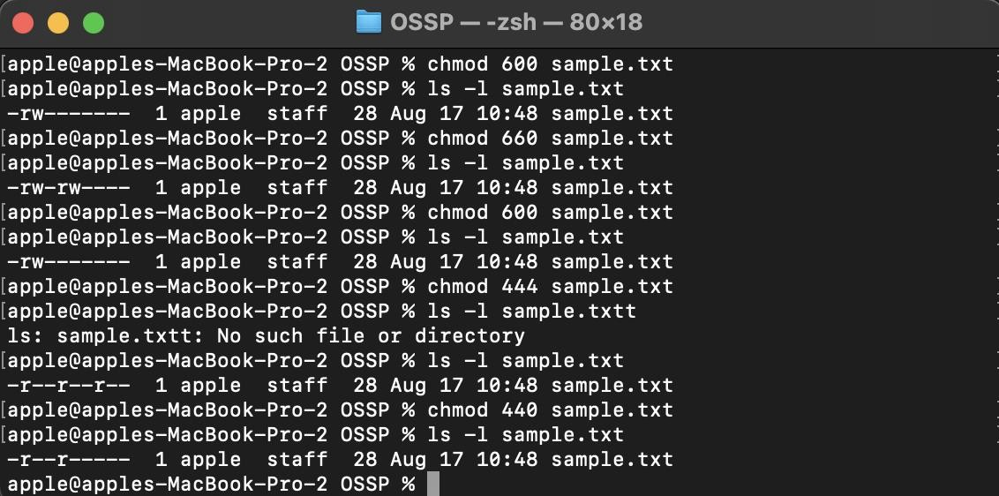 OSSP — -zsh — 80×18
[apple@apples-MacBook-Pro-2 OSSP % chmod 600 sample.txt
[apple@apples-MacBook-Pro-2 OSSP % ls -l sample.txt
-rw-------  1 apple  staff  28 Aug 17 10:48 sample.txt
[apple@apples-MacBook-Pro-2 OSSP % chmod 660 sample.txt
[apple@apples-MacBook-Pro-2 OSSP % ls -l sample.txt
-rw-rw----  1 apple  staff  28 Aug 17 10:48 sample.txt
[apple@apples-MacBook-Pro-2 OSSP % chmod 600 sample.txt
[apple@apples-MacBook-Pro-2 OSSP % ls -l sample.txt
-rw-------  1 apple  staff  28 Aug 17 10:48 sample.txt
[apple@apples-MacBook-Pro-2 OSSP % chmod 444 sample.txt
[apple@apples-MacBook-Pro-2 OSSP % ls -l sample.txtt
ls: sample.txtt: No such file or directory
[apple@apples-MacBook-Pro-2 OSSP % ls -l sample.txt
-r--r--r--  1 apple  staff  28 Aug 17 10:48 sample.txt
[apple@apples-MacBook-Pro-2 OSSP % chmod 440 sample.txt
[apple@apples-MacBook-Pro-2 OSSP % ls -l sample.txt
-r--r-----  1 apple  staff  28 Aug 17 10:48 sample.txt
apple@apples-MacBook-Pro-2 OSSP %